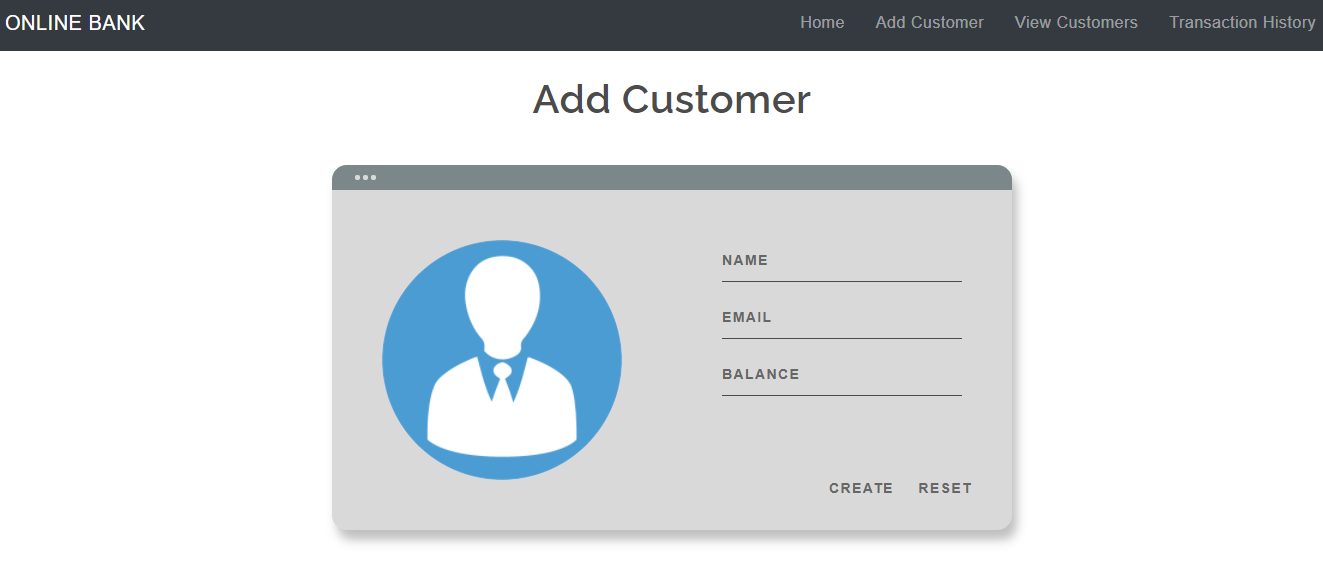 ONLINE BANK
Home Add Customer View Customers Transaction History
Add Customer
NAME
EMAIL
BALANCE
CREATE RESET